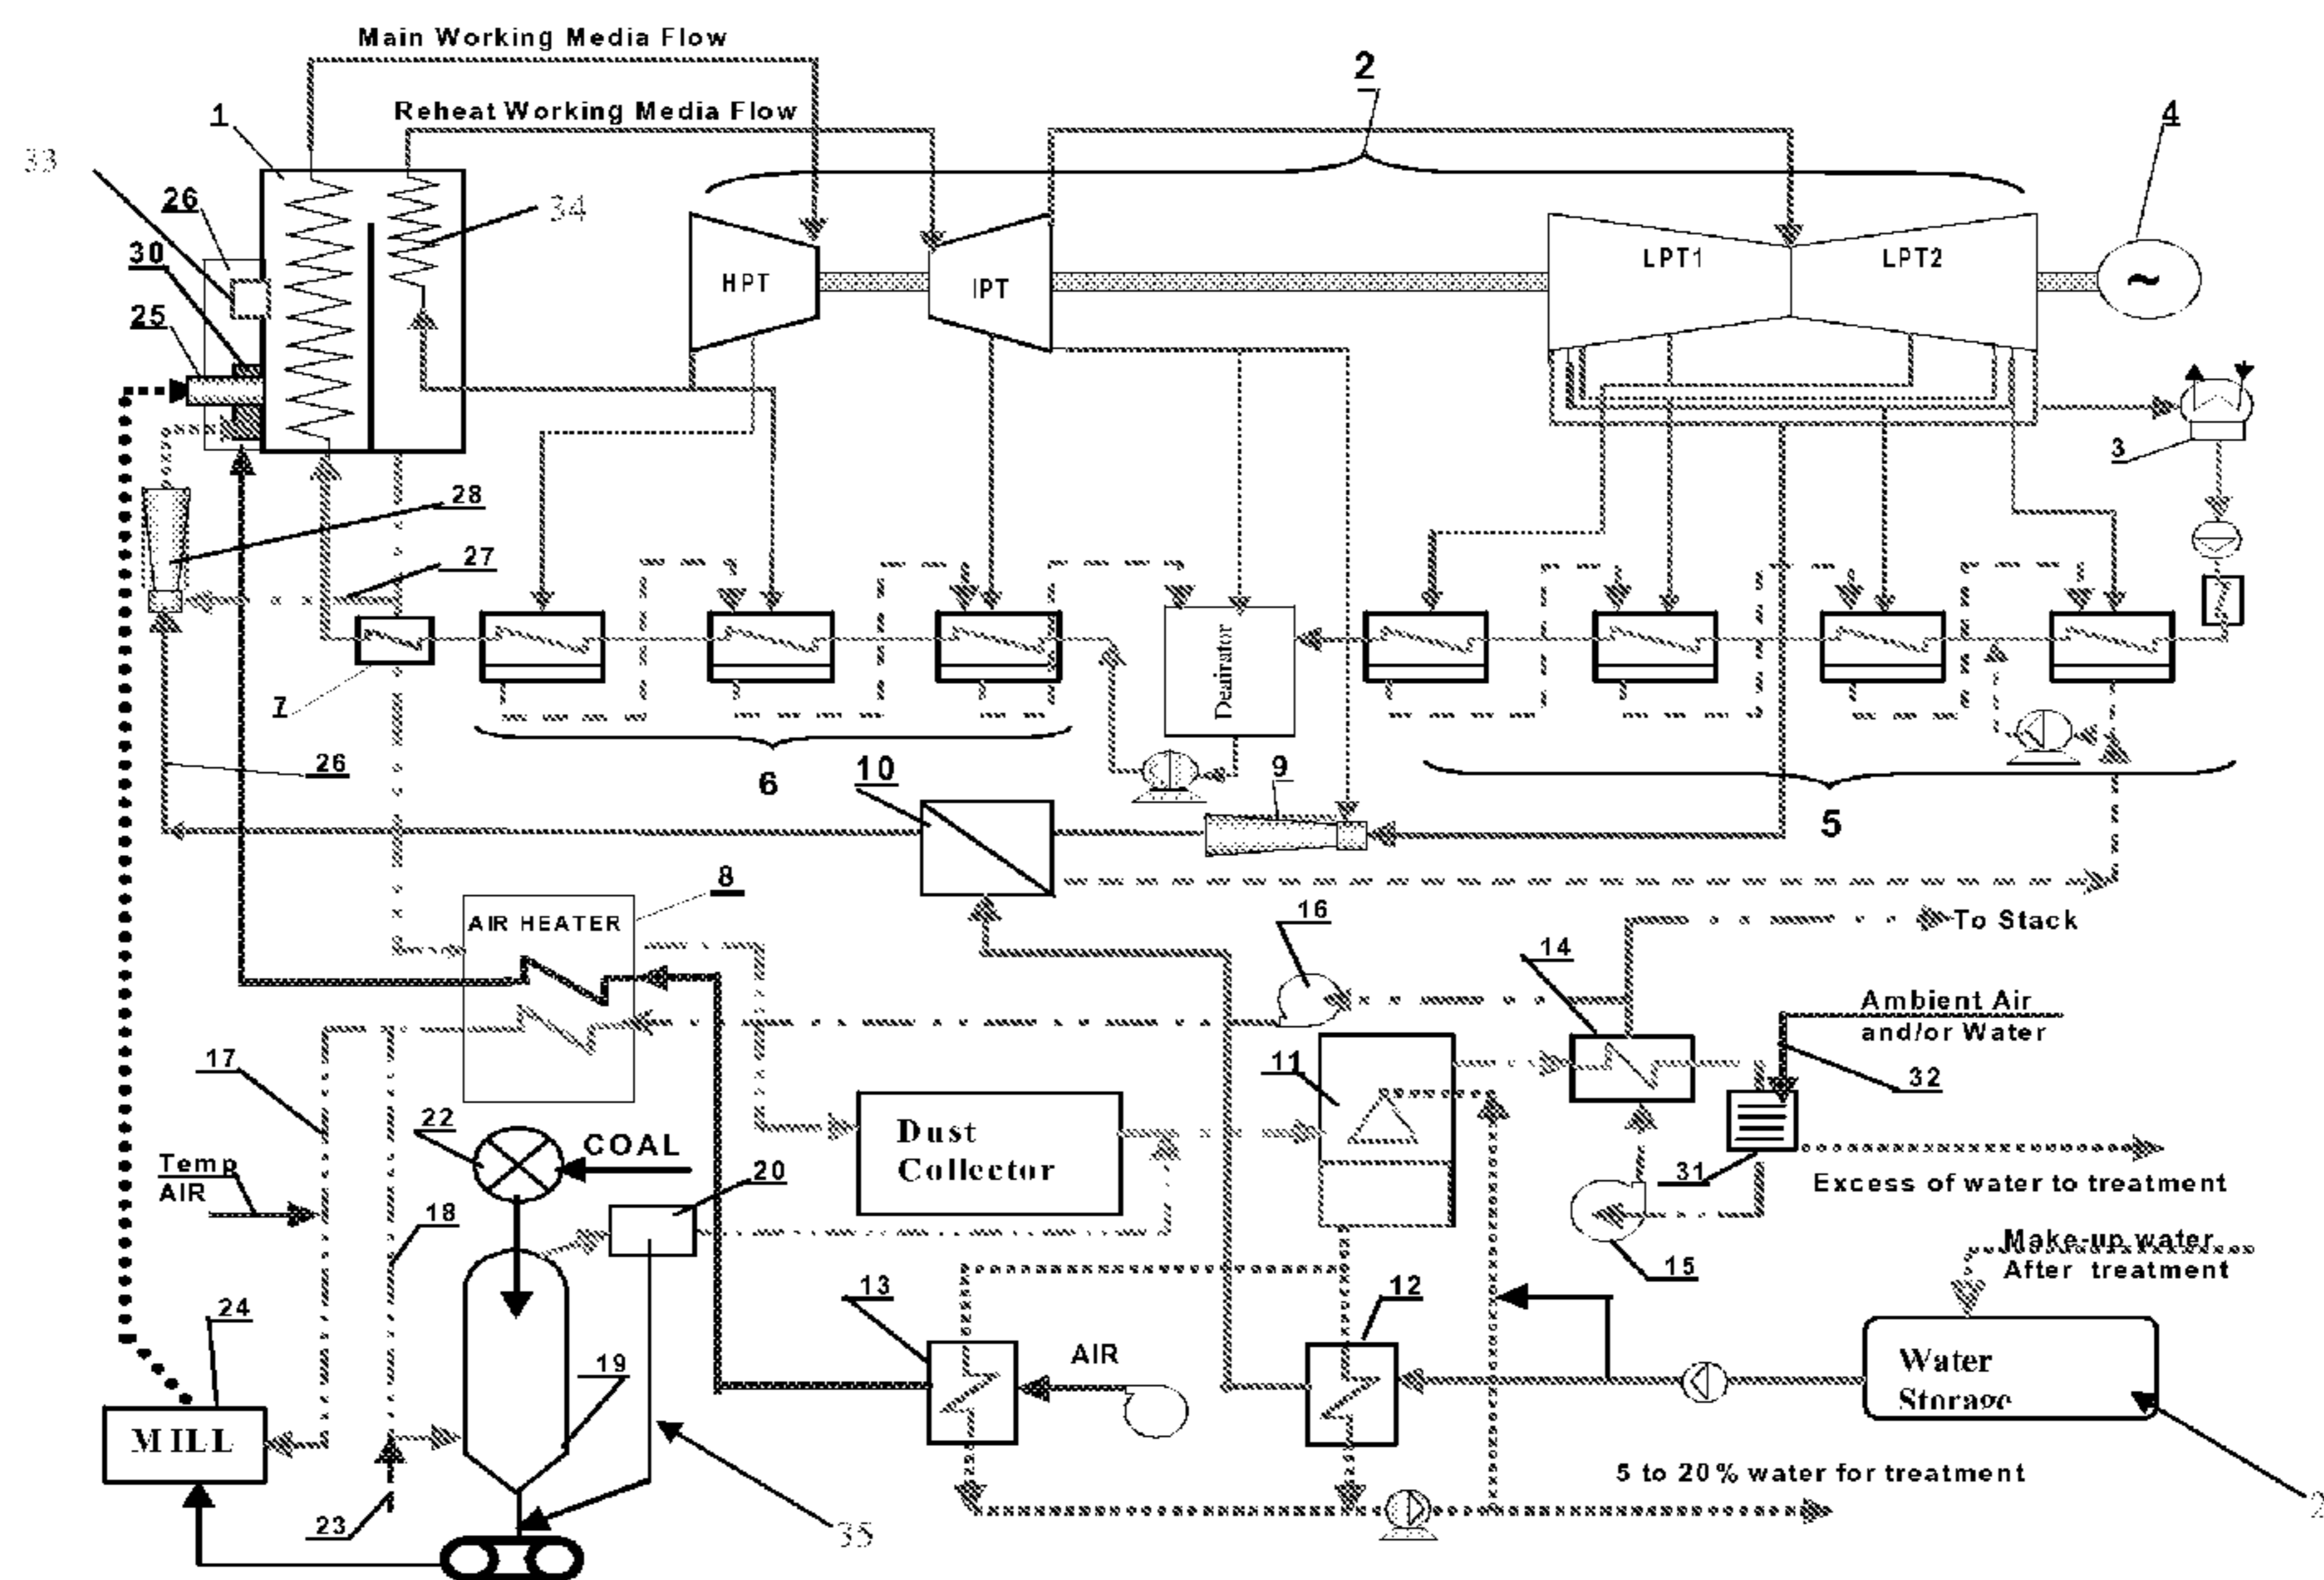 Main Working Media Flow
2
Reheat Working Media Flow
1
4
33
26
34
30
HPT
IPT
LPT1
LPT2
~
25
3
28
27
Deairator
7
26
6
10
9
5
8
AIR HEATER
16
To Stack
14
Ambient Air
and/or Water
17
11
32
22
COAL
Dust
Collector
Temp
AIR
20
31
Excess of water to treatment
18
15
Make-up water
After treatment
24
13
12
19
AIR
Water
Storage
MILL
5 to 20% water for treatment
23
35
2